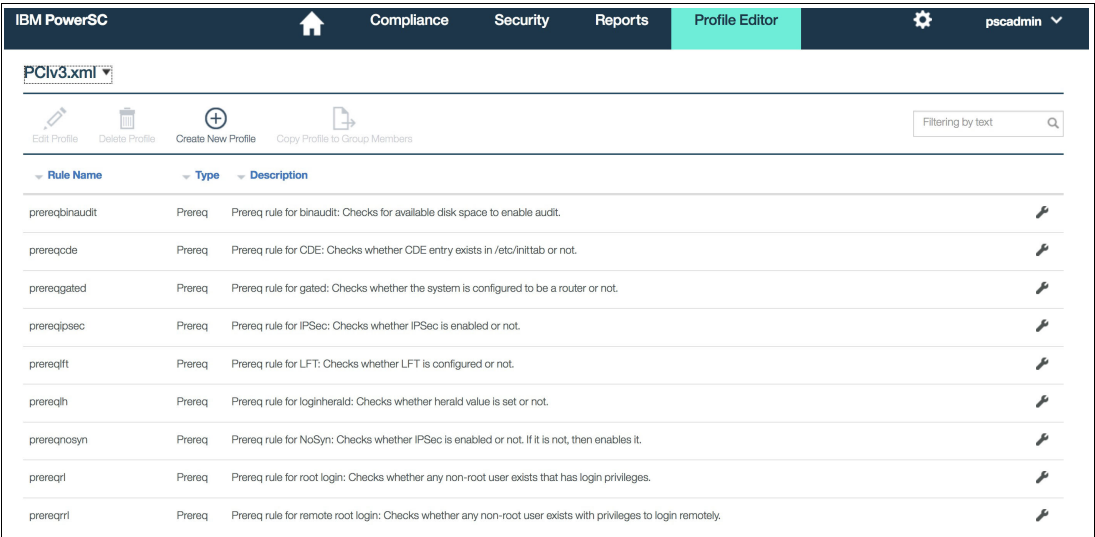 IBM PowerSC Compliance Security Reports Profile Editor pscadmin
PCIv3.xml
Edit Profile Delete Profile Create New Profile Copy Profile to Group Members Filtering by text
Rule Name Type Description
prereqbinaudit Prereq Prereq rule for binaudit: Checks for available disk space to enable audit.
prereqcde Prereq Prereq rule for CDE: Checks whether CDE entry exists in /etc/inittab or not.
prereqgated Prereq Prereq rule for gated: Checks whether the system is configured to be a router or not.
prereqipsec Prereq Prereq rule for IPSec: Checks whether IPSec is enabled or not.
prereqlft Prereq Prereq rule for LFT: Checks whether LFT is configured or not.
prereqlh Prereq Prereq rule for loginherald: Checks whether herald value is set or not.
prereqnosyn Prereq Prereq rule for NoSyn: Checks whether IPSec is enabled or not. If it is not, then enables it.
prereqrl Prereq Prereq rule for root login: Checks whether any non-root user exists that has login privileges.
prereqrrl Prereq Prereq rule for remote root login: Checks whether any non-root user exists with privileges to login remotely.